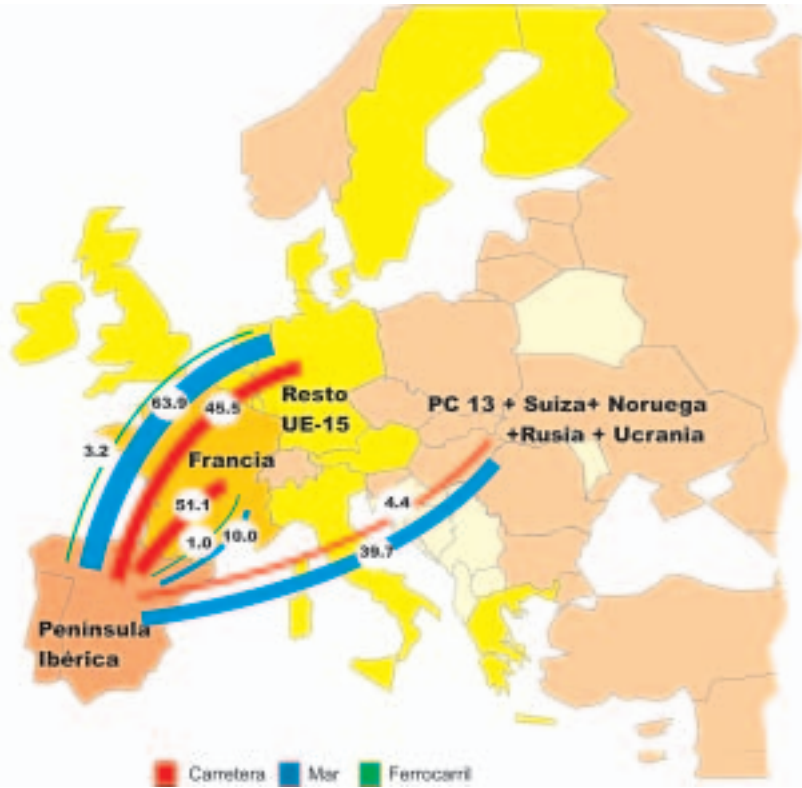 63.9
45.5
Resto
UE-15
PC 13 + Suiza+ Noruega
+Rusia + Ucrania
3.2
Francia
51.1
4.4
1.0
10.0
39.7
Península
Ibérica
Carretera
Mar
Ferrocarril